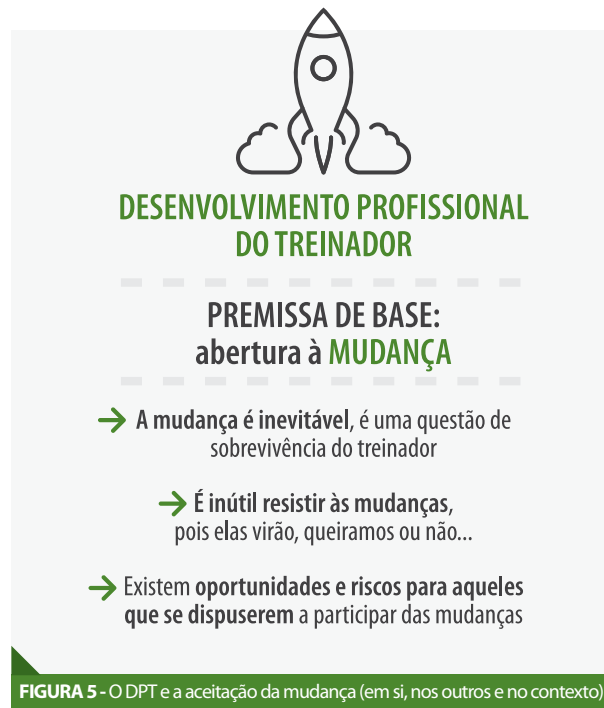 DESENVOLVIMENTO PROFISSIONAL
DO TREINADOR
PREMISSA DE BASE:
abertura à MUDANÇA
A mudança é inevitável, é uma questão de
sobrevivência do treinador
É inútil resistir às mudanças,
pois elas virão, queiramos ou não...
Existem oportunidades e riscos para aqueles
que se dispuserem a participar das mudanças
FIGURA 5 - O DPT e a aceitação da mudança (em si, nos outros e no contexto)